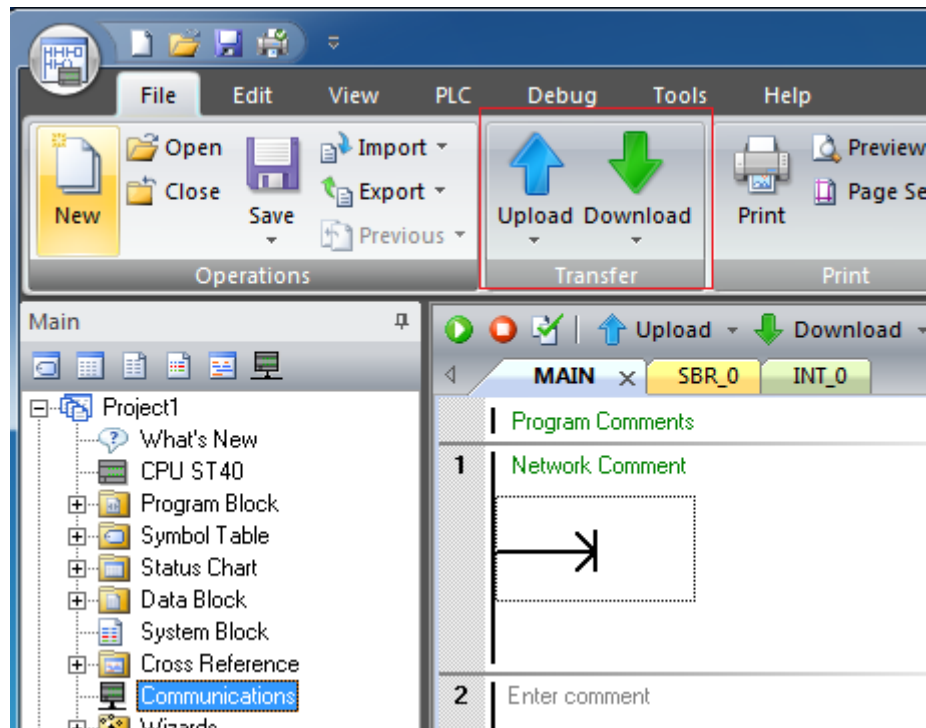 File Edit View PLC Debug Tools Help
New
Open
Close
Save
Import
Export
Previous
Operations
Upload Download
Transfer
Print
Preview
Page Se
Print
Main
Upload Download
MAIN SBR_0 INT_0
Project1
What's New
CPU ST40
Program Block
Symbol Table
Status Chart
Data Block
System Block
Cross Reference
Communications
Wizards
Program Comments
1 Network Comment
2 Enter comment